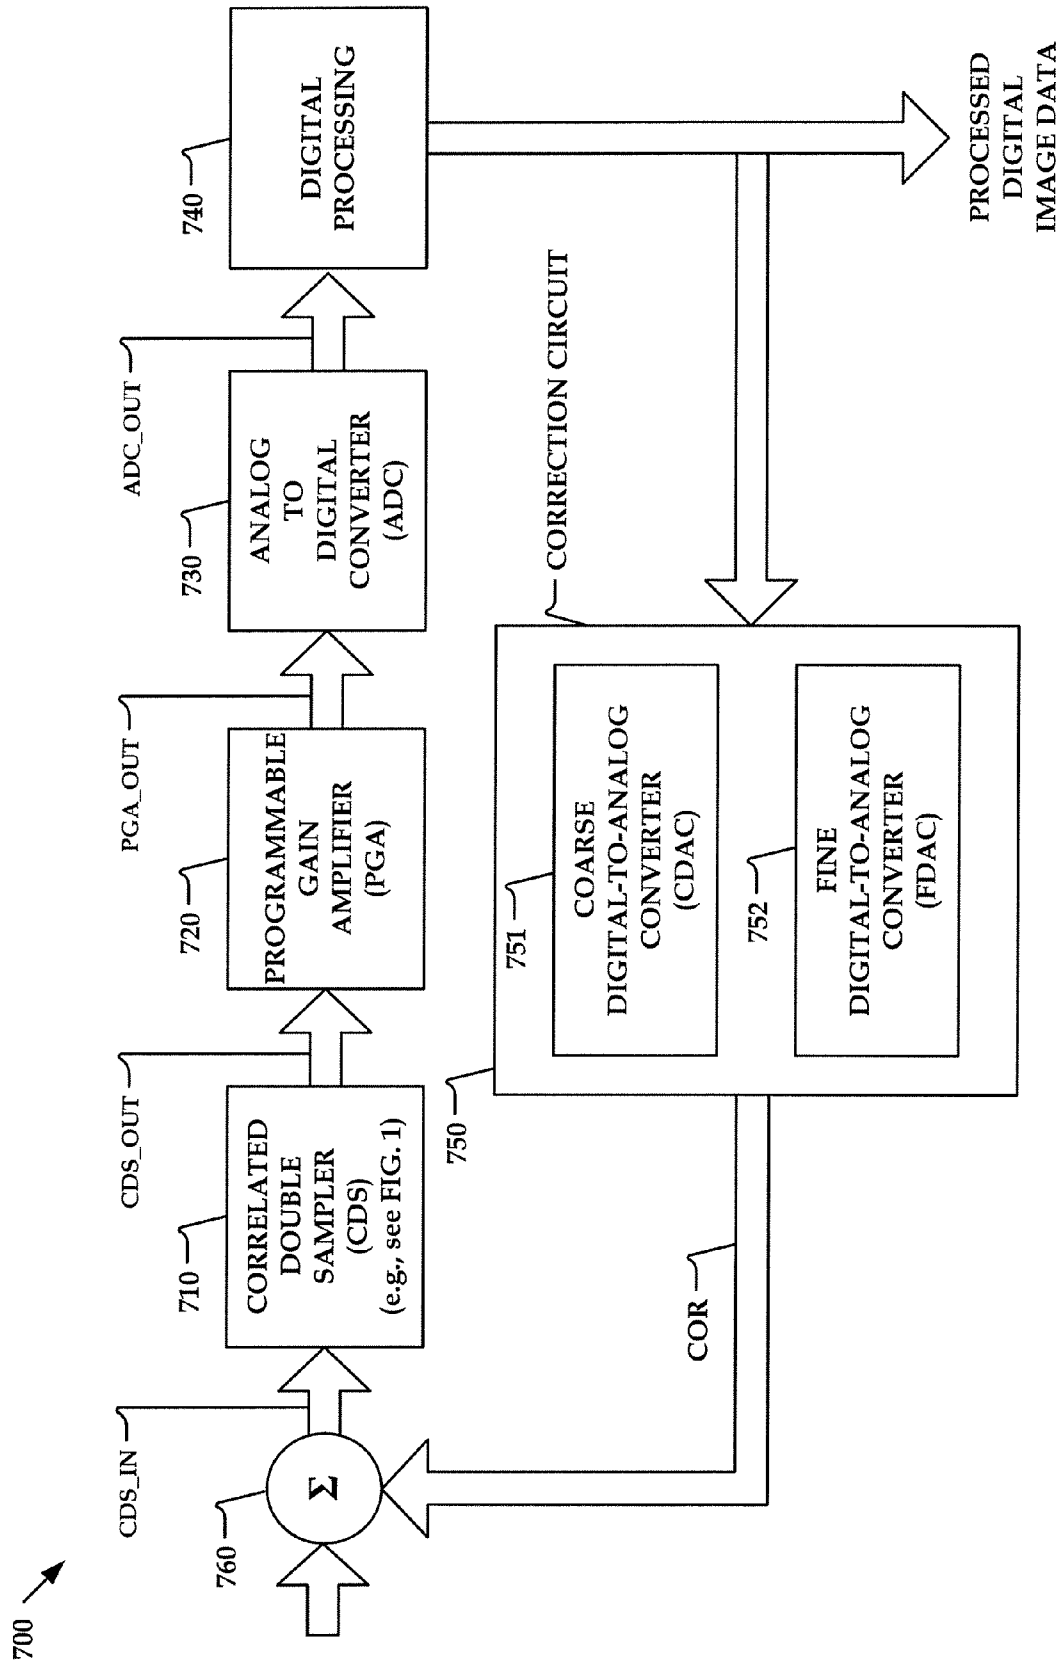 700
CDS_IN
CDS_OUT
PGA_OUT
ADC_OUT
760
Σ
710
CORRELATED
DOUBLE
SAMPLER
(CDS)
(e.g., see FIG. 1)
720
PROGRAMMABLE
GAIN
AMPLIFIER
(PGA)
730
ANALOG
TO
DIGITAL
CONVERTER
(ADC)
740
DIGITAL
PROCESSING
750
CORRECTION CIRCUIT
751
COARSE
DIGITAL-TO-ANALOG
CONVERTER
(CDAC)
752
FINE
DIGITAL-TO-ANALOG
CONVERTER
(FDAC)
COR
PROCESSED
DIGITAL
IMAGE DATA